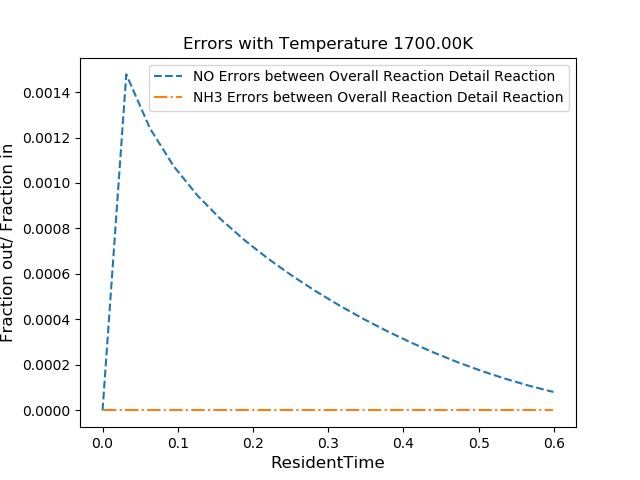 Errors with Temperature 1700.00K
NO Errors between Overall Reaction Detail Reaction
NH3 Errors between Overall Reaction Detail Reaction
Fraction out/ Fraction in
0.0014
0.0012
0.0010
0.0008
0.0006
0.0004
0.0002
0.0000
0.0 0.1 0.2 0.3 0.4 0.5 0.6
ResidentTime